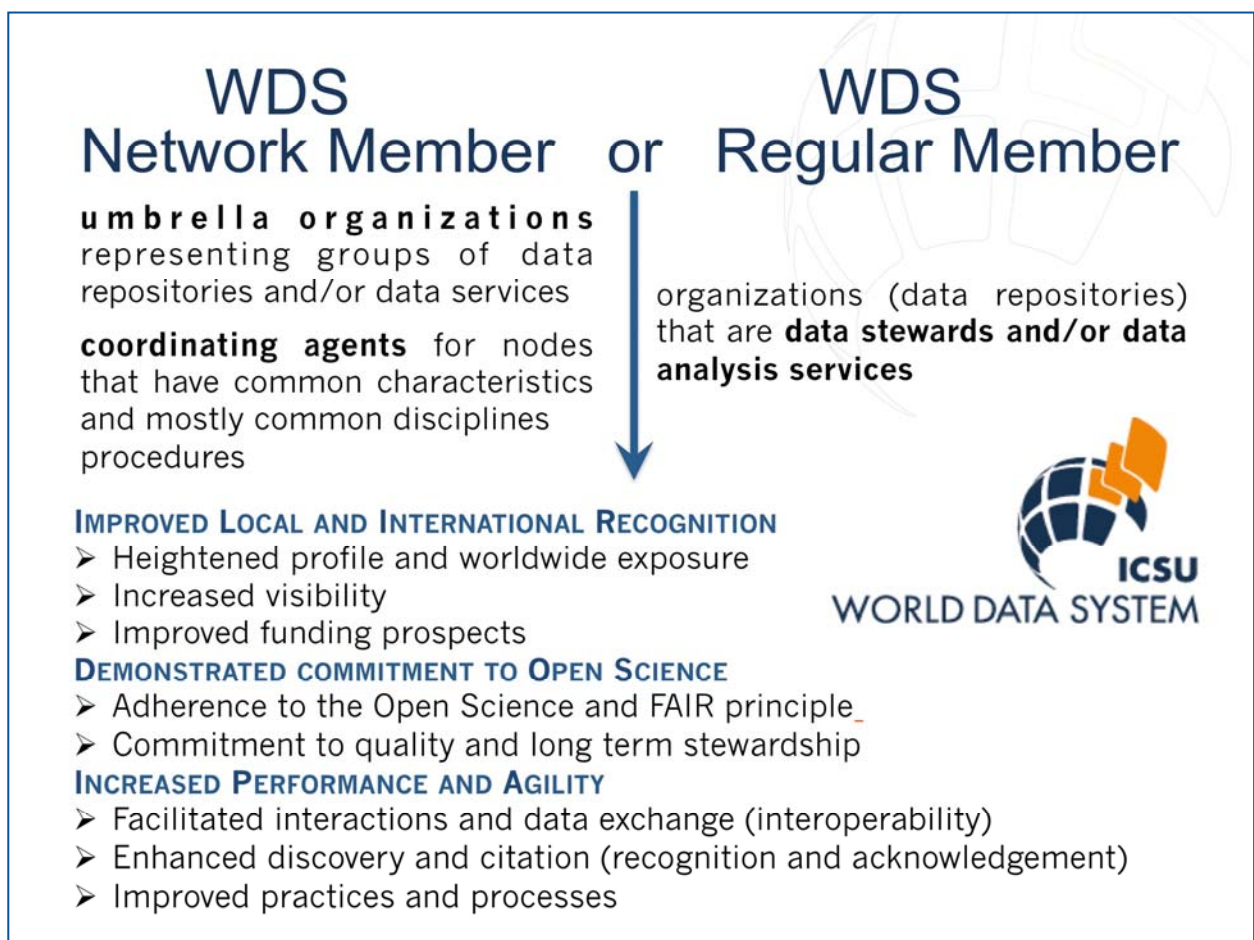 WDS
Network Member or
WDS
Regular Member
umbrella organizations
representing groups of data
repositories and/or data services
coordinating agents for nodes
that have common characteristics
and mostly common disciplines
procedures
organizations (data repositories)
that are data stewards and/or data
analysis services
ICSU
WORLD DATA SYSTEM
IMPROVED LOCAL AND INTERNATIONAL RECOGNITION
➢ Heightened profile and worldwide exposure
➢ Increased visibility
➢ Improved funding prospects
DEMONSTRATED COMMITMENT TO OPEN SCIENCE
➢ Adherence to the Open Science and FAIR principle_
➢ Commitment to quality and long term stewardship
INCREASED PERFORMANCE AND AGILITY
➢ Facilitated interactions and data exchange (interoperability)
➢ Enhanced discovery and citation (recognition and acknowledgement)
➢ Improved practices and processes